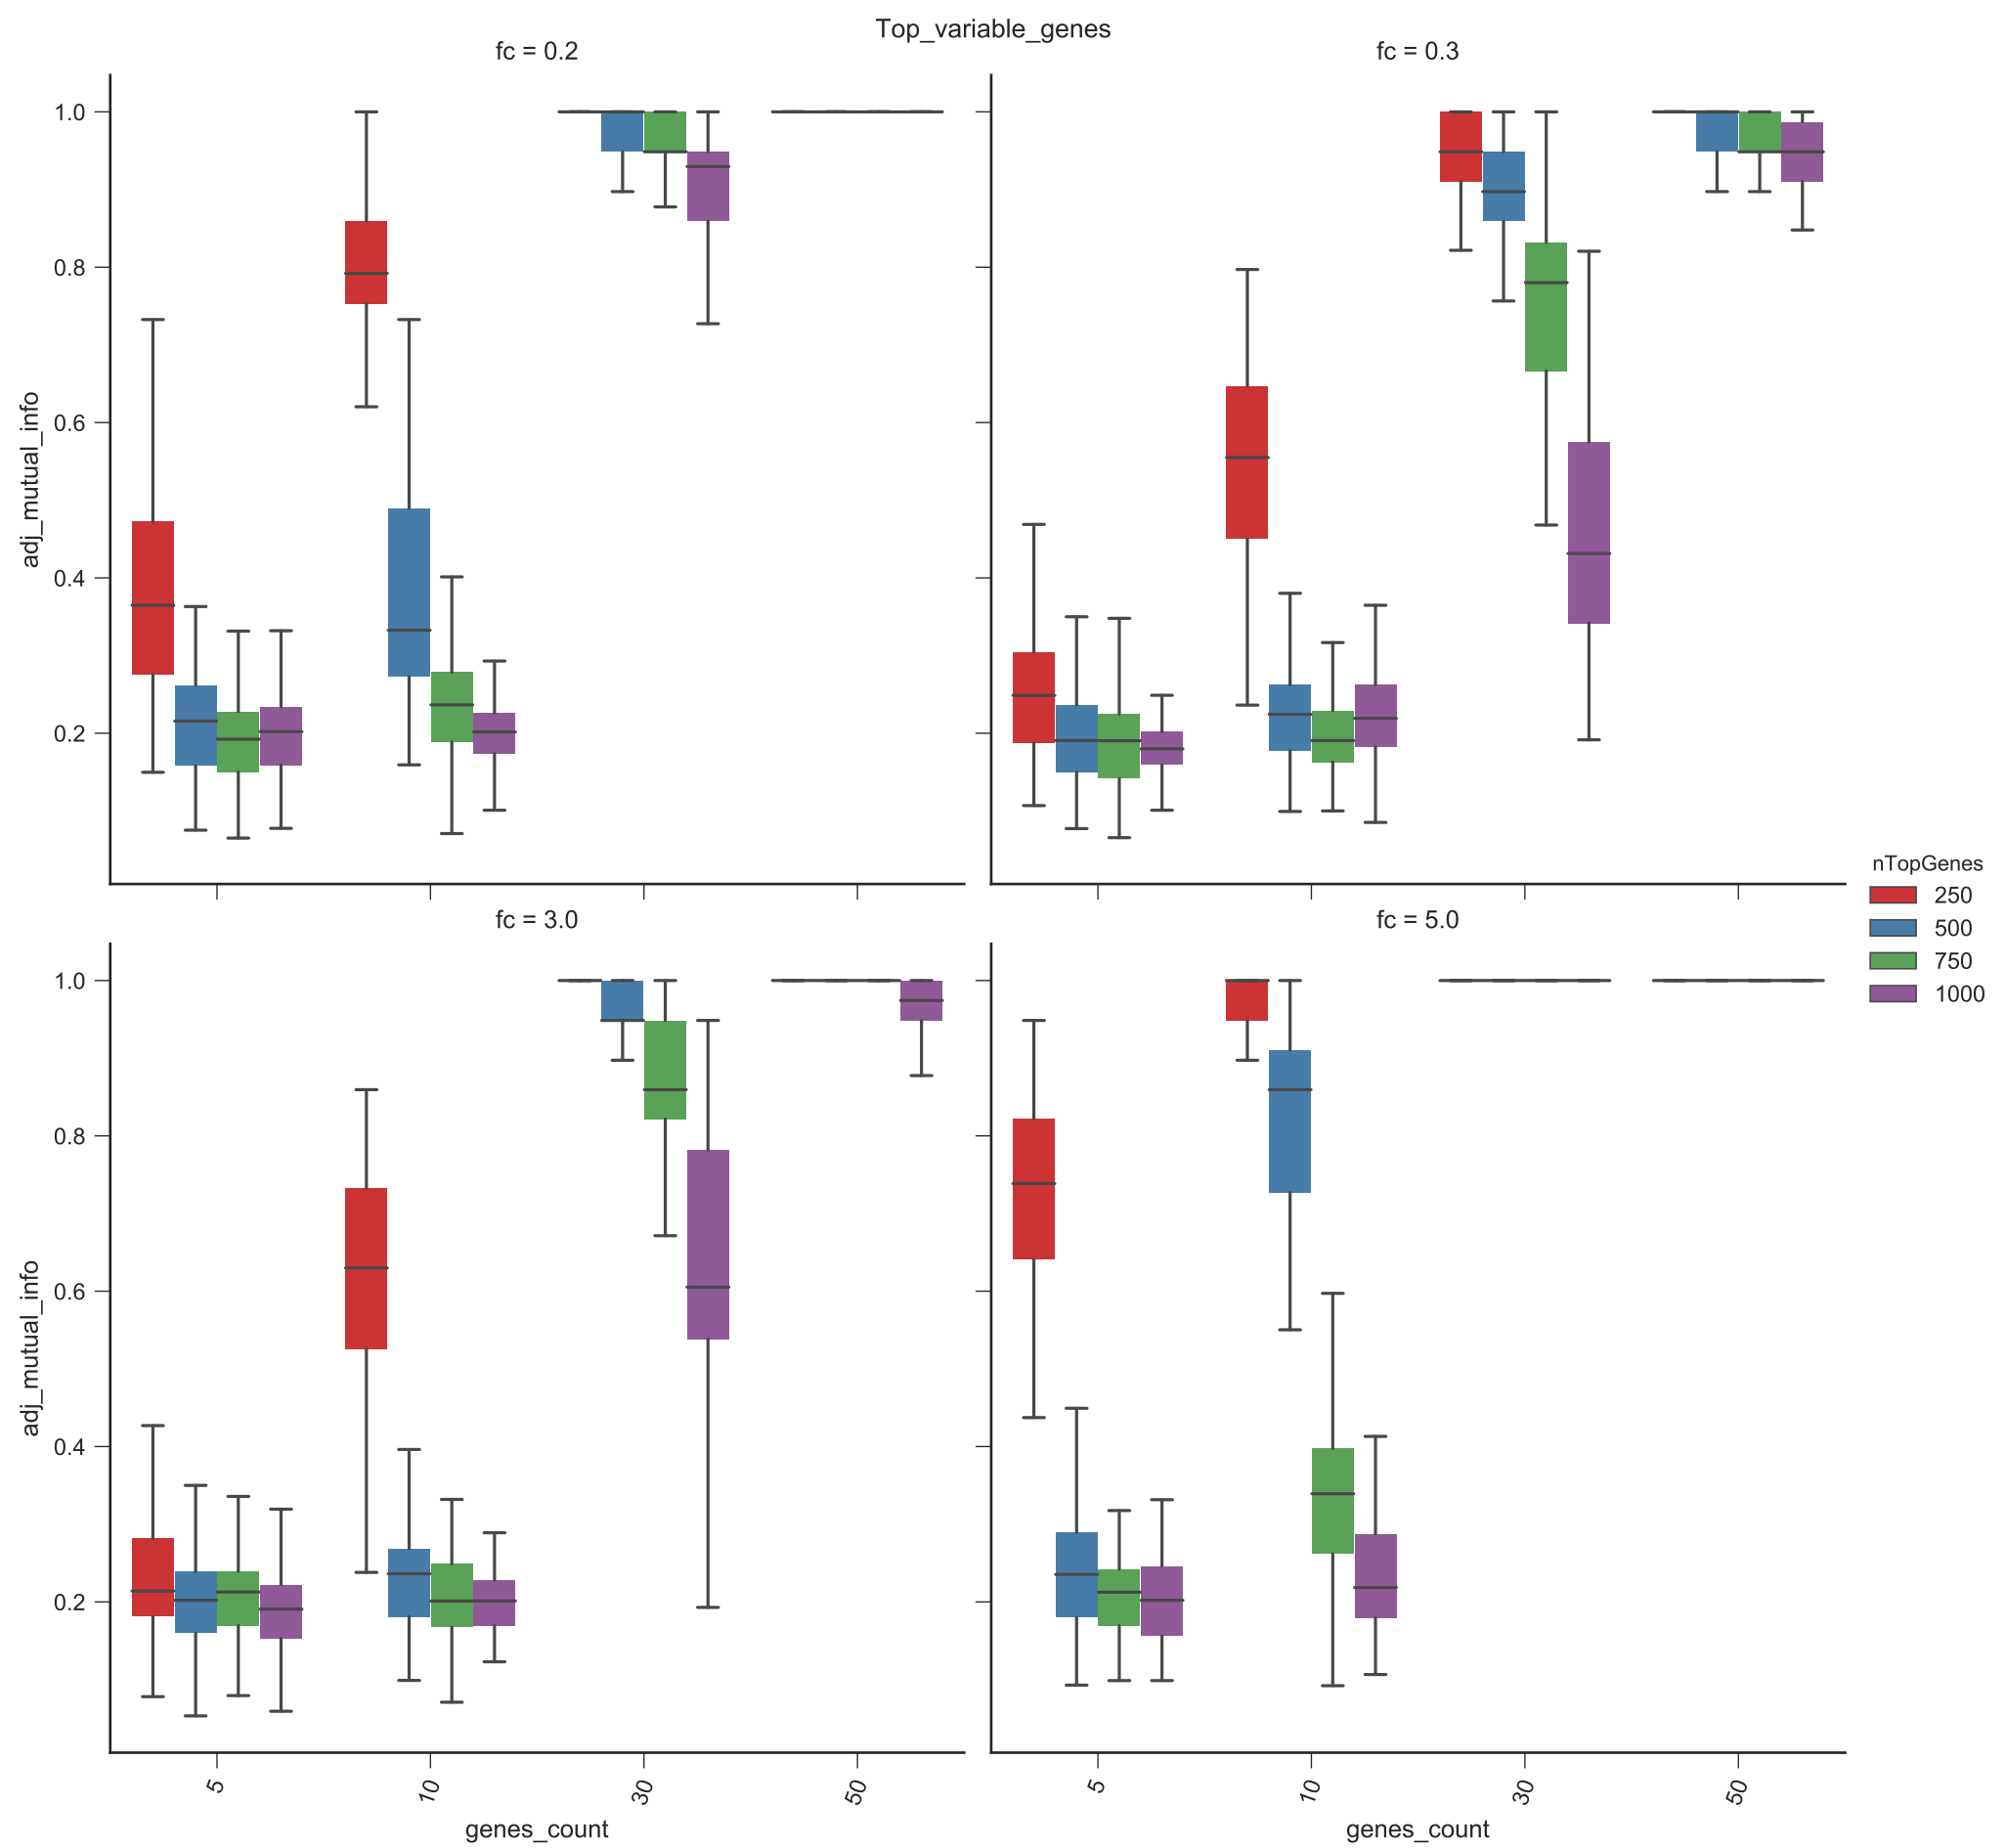 Top_variable_genes
fc = 0.2
fc = 0.3
1.0
0.8
0.6
0.4
0.2
adj_mutual_info
nTopGenes
250
500
750
1000
fc = 3.0
fc = 5.0
1.0
0.8
0.6
0.4
0.2
adj_mutual_info
5
10
30
50
5
10
30
50
genes_count
genes_count